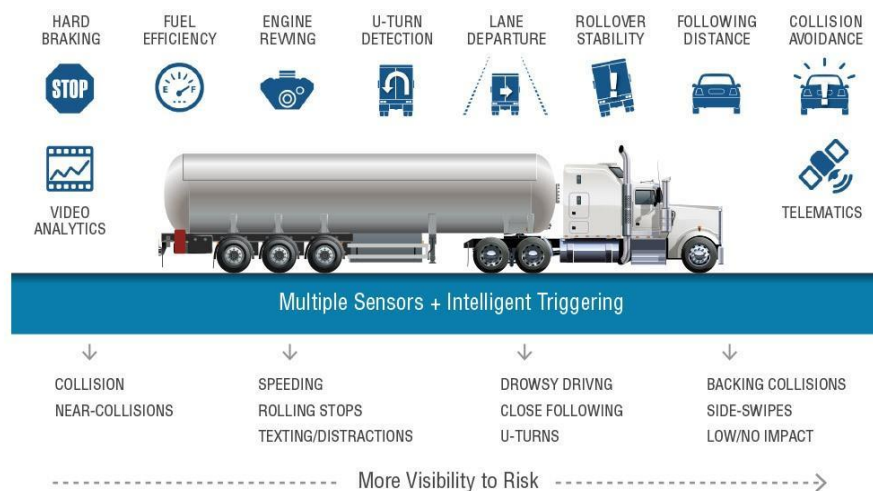 HARD
BRAKING
FUEL
EFFICIENCY
ENGINE
REVVING
U-TURN
DETECTION
LANE
DEPARTURE
ROLLOVER
STABILITY
FOLLOWING
DISTANCE
COLLISION
AVOIDANCE
STOP
E F
VIDEO
ANALYTICS
TELEMATICS
Multiple Sensors + Intelligent Triggering
COLLISION
NEAR-COLLISIONS
SPEEDING
ROLLING STOPS
TEXTING/DISTRACTIONS
DROWSY DRIVNG
CLOSE FOLLOWING
U-TURNS
BACKING COLLISIONS
SIDE-SWIPES
LOW/NO IMPACT
More Visibility to Risk